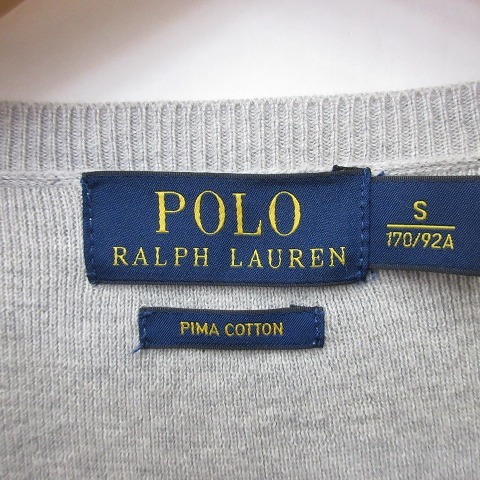 POLO
RALPH LAUREN
S
170/92A
PIMA COTTON